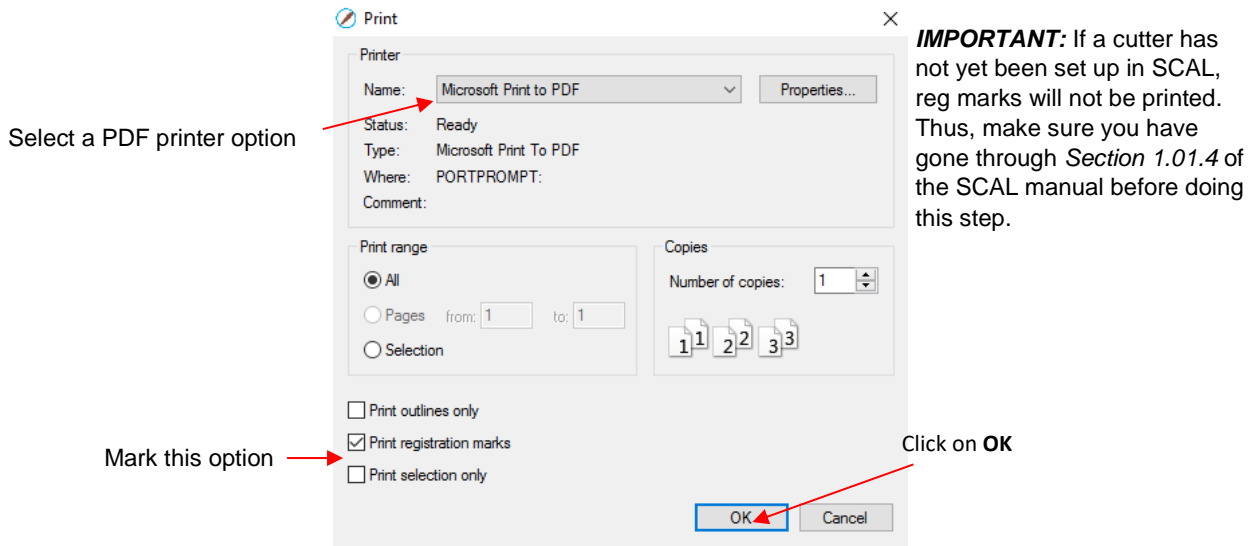 Print
IMPORTANT: If a cutter has
not yet been set up in SCAL,
reg marks will not be printed.
Thus, make sure you have
gone through Section 1.01.4 of
the SCAL manual before doing
this step.
Select a PDF printer option
Printer
Name: Microsoft Print to PDF Properties...
Status: Ready
Type: Microsoft Print To PDF
Where: PORTPROMPT:
Comment:
Print range
All
Pages from: 1 to: 1
Selection
Copies
Number of copies: 1
1 1 2 2 3 3
Print outlines only
Mark this option
Print registration marks
Print selection only
Click on OK
OK Cancel